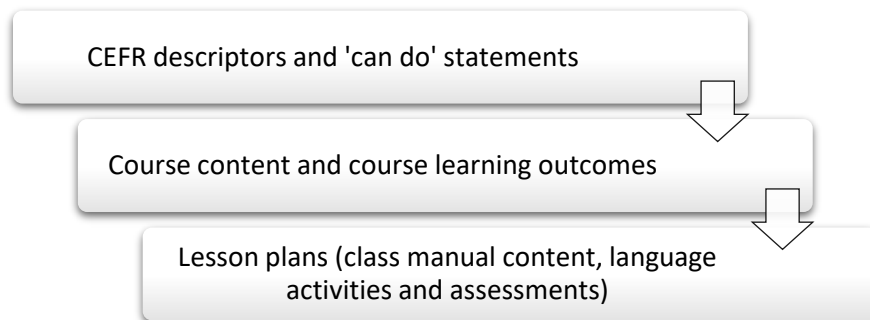 CEFR descriptors and 'can do' statements
Course content and course learning outcomes
Lesson plans (class manual content, language
activities and assessments)